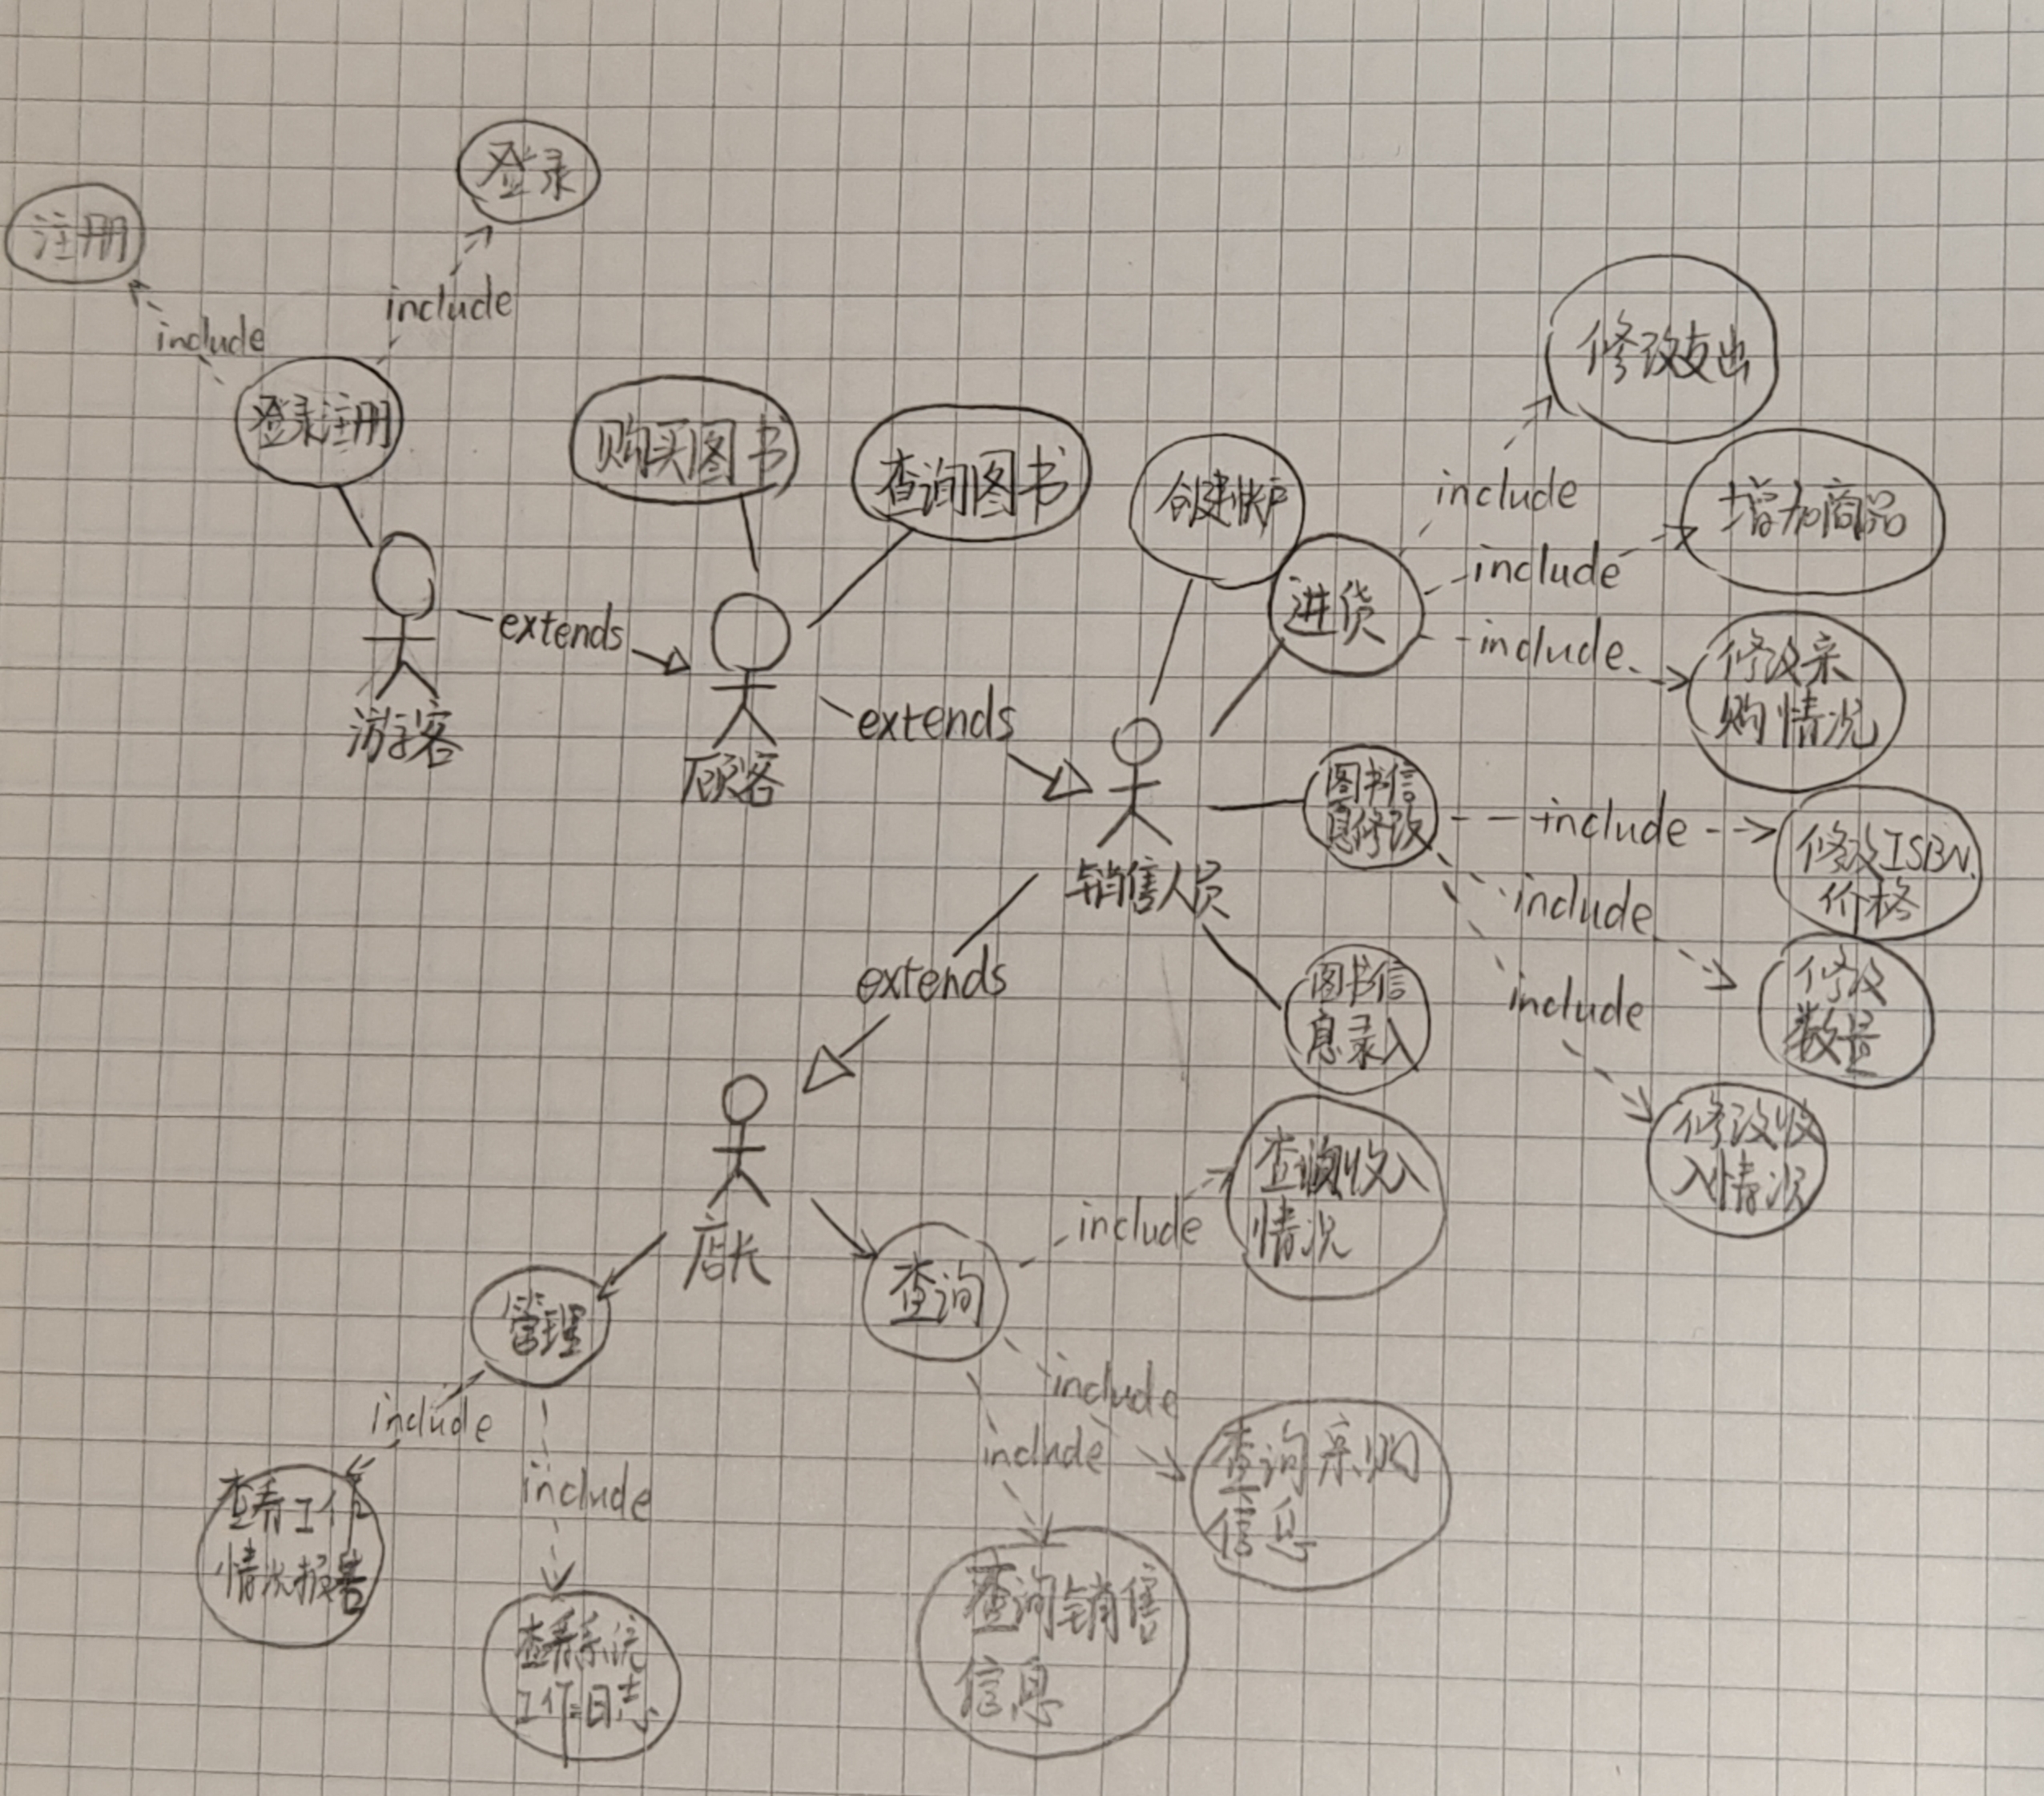 登录
注册
include
include
登录注册
购买图书
查询图书
创建帐户
进货
修改支出
include
增加商品
include
include
修改采
购情况
游客
extends
顾客
extends
销售人员
图书信
息修改
include
修改ISBN、
价格
include
修改
数量
include
修改收
入情况
图书信
息录入
extends
店长
管理
查询
include
查询收入
情况
include
查询采购
信息
include
查询销售
信息
include
查看工作
情况报告
include
查看系统
工作日志